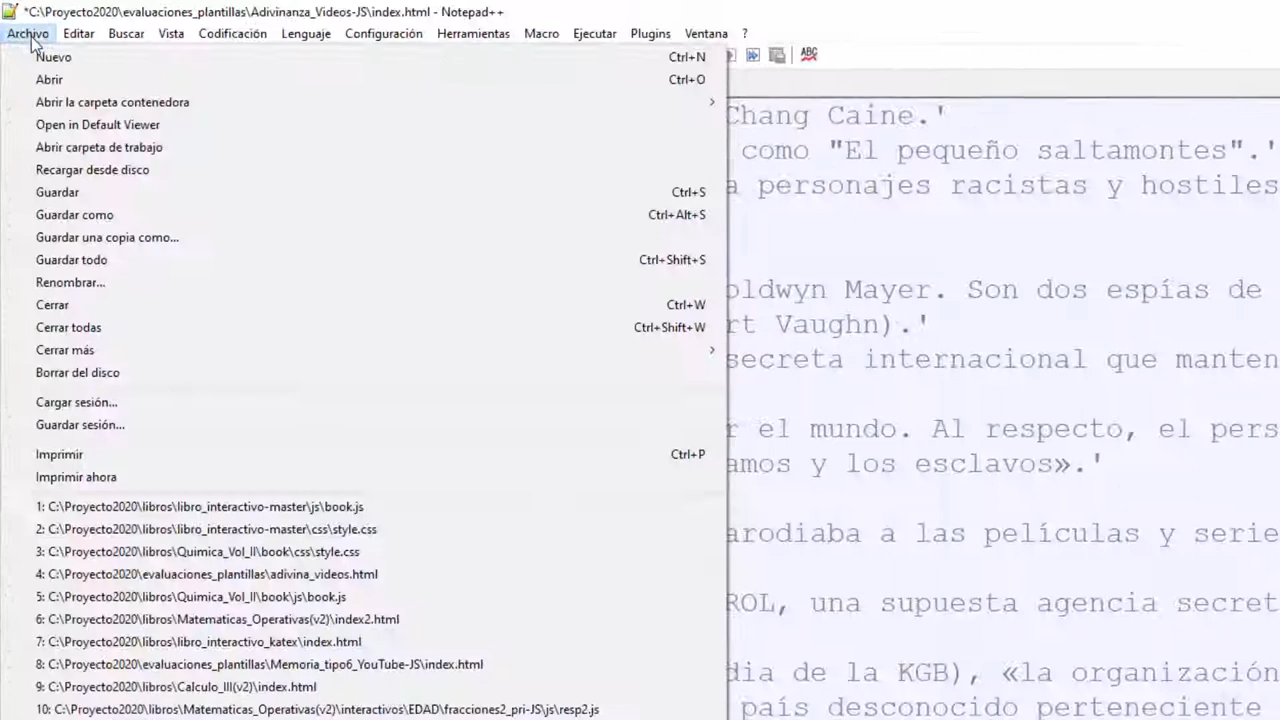 *C:\Proyecto2020\evaluaciones_plantillas\Adivinanza_Videos-JS\index.html - Notepad++
Archivo Editar Buscar Vista Codificación Lenguaje Configuración Herramientas Macro Ejecutar Plugins Ventana ?
Nuevo Ctrl+N
ABC
Abrir Ctrl+O
Abrir la carpeta contenedora
Chang Caine.'
Open in Default Viewer
Abrir carpeta de trabajo
como "El pequeño saltamontes".'
Recargar desde disco
a personajes racistas y hostiles
Guardar Ctrl+S
Guardar como Ctrl+Alt+S
Guardar una copia como...
Guardar todo Ctrl+Shift+S
Renombrar...
oldwyn Mayer. Son dos espías de
Cerrar Ctrl+W
Cerrar todas Ctrl+Shift+W
rt Vaughn).'
Cerrar más
secreta internacional que manten
Borrar del disco
Cargar sesión...
Guardar sesión...
r el mundo. Al respecto, el pers
Imprimir Ctrl+P
amos y los esclavos».'
Imprimir ahora
1: C:\Proyecto2020\libros\libro_interactivo-master\js\book.js
2: C:\Proyecto2020\libros\libro_interactivo-master\css\style.css
arodiaba a las películas y serie
3: C:\Proyecto2020\libros\Quimica_Vol_II\book\css\style.css
4: C:\Proyecto2020\evaluaciones_plantillas\adivina_videos.html
5: C:\Proyecto2020\libros\Quimica_Vol_II\book\js\book.js
ROL, una supuesta agencia secret
6: C:\Proyecto2020\libros\Matematicas_Operativas(v2)\index2.html
7: C:\Proyecto2020\libros\libro_interactivo_katex\index.html
8: C:\Proyecto2020\evaluaciones_plantillas\Memoria_tipo6_YouTube-JS\index.html
dia de la KGB), «la organización
9: C:\Proyecto2020\libros\Calculo_III(v2)\index.html
10: C:\Proyecto2020\libros\Matematicas_Operativas(v2)\interactivos\EDAD\fracciones2_pri-JS\js\resp2.js
país desconocido perteneciente